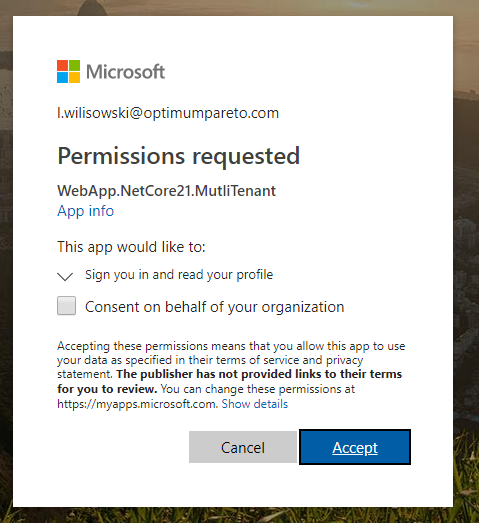 Microsoft
l.wilisowski@optimumpareto.com
Permissions requested
WebApp.NetCore21.MutliTenant
App info
This app would like to:
Sign you in and read your profile
Consent on behalf of your organization
Accepting these permissions means that you allow this app to use
your data as specified in their terms of service and privacy
statement. The publisher has not provided links to their terms
for you to review. You can change these permissions at
https://myapps.microsoft.com. Show details
Cancel
Accept